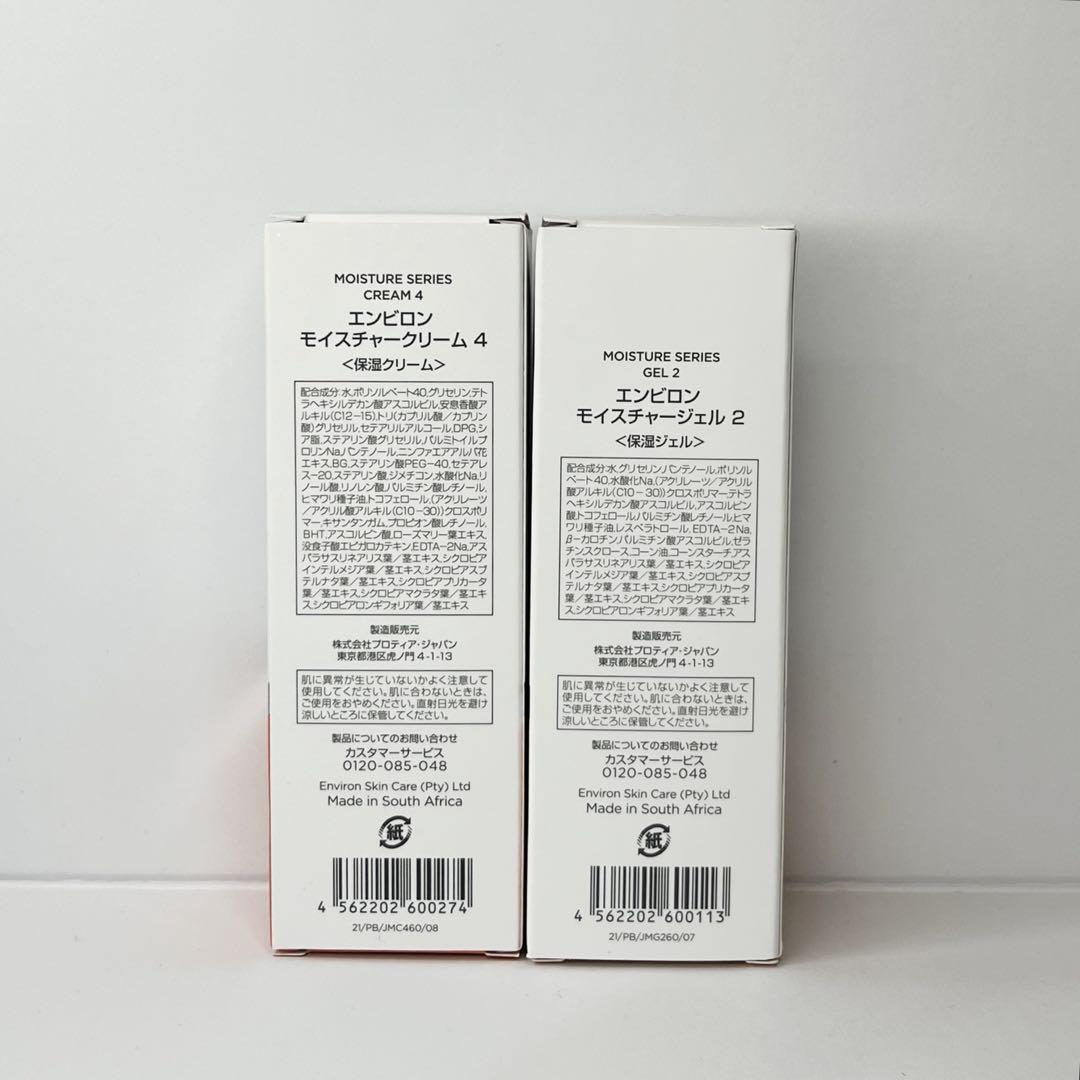 MOISTURE SERIES
CREAM 4
エンビロン
モイスチャークリーム 4
<保湿クリーム>
配合成分:水,ポリソルベート40,グリセリン,テト
ラヘキシルデカン酸アスコルビル,安息香酸ア
ルキル(C12-15),トリ(カプリル酸/カプリン
酸)グリセリル,セテアリルアルコール,DPG,シ
ア脂,ステアリン酸グリセリル,パルミトイルプ
ロリンNa,パンテノール,ニンファエアアルバ花
エキス,BG,ステアリン酸PEG-40,セテアレ
ス-20,ステアリン酸,ジメチコン,水酸化Na,リ
ノール酸,リノレン酸,パルミチン酸レチノール,
ヒマワリ種子油,トコフェロール,(アクリレーツ/
アクリル酸アルキル(C10-30))クロスポリ
マー,キサンタンガム,プロピオン酸レチノール,
BHT,アスコルビン酸,ローズマリー葉エキス,
没食子酸エピガロカテキン,EDTA-2Na,アス
パラサスリネアリス葉/茎エキス,シクロピア
インテルメジア葉/茎エキス,シクロピアスブ
テルナタ葉/茎エキス,シクロピアプリカータ
葉/茎エキス,シクロピアマクラタ葉/茎エキ
ス,シクロピアロンギフォリア葉/茎エキス
製造販売元
株式会社プロティア・ジャパン
東京都港区虎ノ門4-1-13
肌に異常が生じていないかよく注意して
使用してください。肌に合わないときは、
ご使用をおやめください。直射日光を避け
涼しいところに保管してください。
製品についてのお問い合わせ
カスタマーサービス
0120-085-048
Environ Skin Care (Pty) Ltd
Made in South Africa
紙
4 562202 600274
21/PB/JMC460/08
MOISTURE SERIES
GEL 2
エンビロン
モイスチャージェル 2
<保湿ジェル>
配合成分:水,グリセリン,パンテノール,ポリソル
ベート40,水酸化Na,(アクリレーツ/アクリル
酸アルキル(C10-30))クロスポリマー,テトラ
ヘキシルデカン酸アスコルビル,アスコルビン
酸,トコフェロール,パルミチン酸レチノール,ヒマ
ワリ種子油,レスベラトロール,EDTA-2Na,
β-カロチン,パルミチン酸アスコルビル,ゼラ
チン,スクロース,コーン油,コーンスターチ,アス
パラサスリネアリス葉/茎エキス,シクロピア
インテルメジア葉/茎エキス,シクロピアスブ
テルナタ葉/茎エキス,シクロピアプリカータ
葉/茎エキス,シクロピアマクラタ葉/茎エキ
ス,シクロピアロンギフォリア葉/茎エキス
製造販売元
株式会社プロティア・ジャパン
東京都港区虎ノ門4-1-13
肌に異常が生じていないかよく注意して
使用してください。肌に合わないときは、
ご使用をおやめください。直射日光を避け
涼しいところに保管してください。
製品についてのお問い合わせ
カスタマーサービス
0120-085-048
Environ Skin Care (Pty) Ltd
Made in South Africa
紙
4 562202 600113
21/PB/JMG260/07